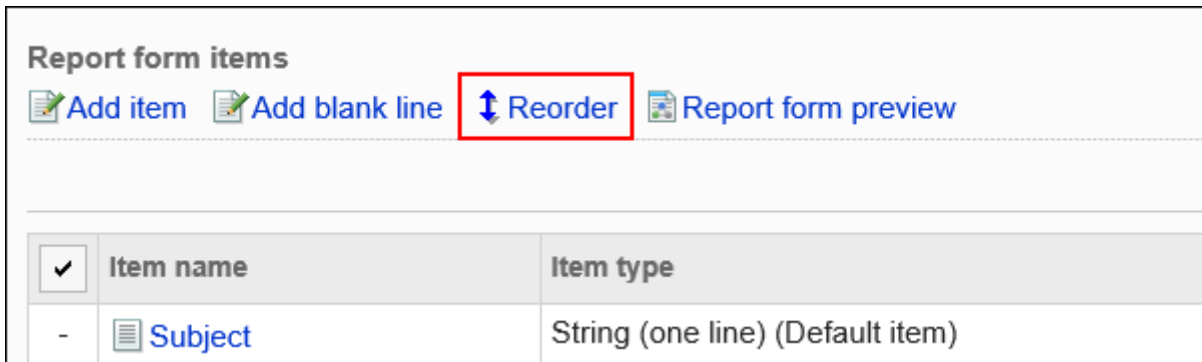 Report form items
Add item Add blank line Reorder Report form preview
Item name Item type
- Subject String (one line) (Default item)